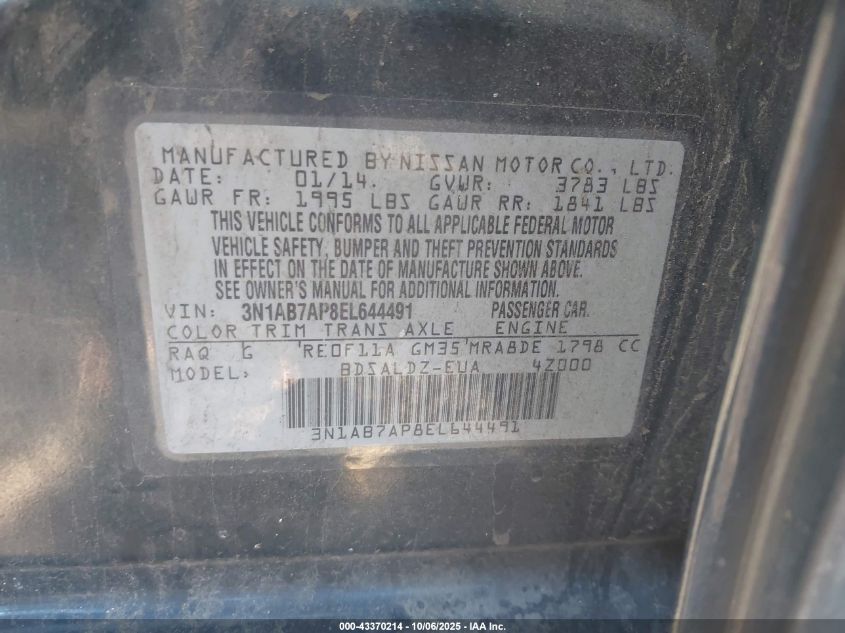 MANUFACTURED BY NISSAN MOTOR CO., LTD.
DATE: 01/14. GVWR: 3783 LBS
GAWR FR: 1995 LBS GAWR RR: 1841 LBS
THIS VEHICLE CONFORMS TO ALL APPLICABLE FEDERAL MOTOR
VEHICLE SAFETY, BUMPER AND THEFT PREVENTION STANDARDS
IN EFFECT ON THE DATE OF MANUFACTURE SHOWN ABOVE.
SEE OWNER'S MANUAL FOR ADDITIONAL INFORMATION.
VIN: 3N1AB7AP8EL644491 PASSENGER CAR.
COLOR TRIM TRANS AXLE ENGINE
RAQ G RE0F11A GM35 MRA8DE 1798 CC
MODEL: BDSALDZ-EUA 4Z000
3N1AB7AP8EL644491
000-43370214 - 10/06/2025 - IAA Inc.